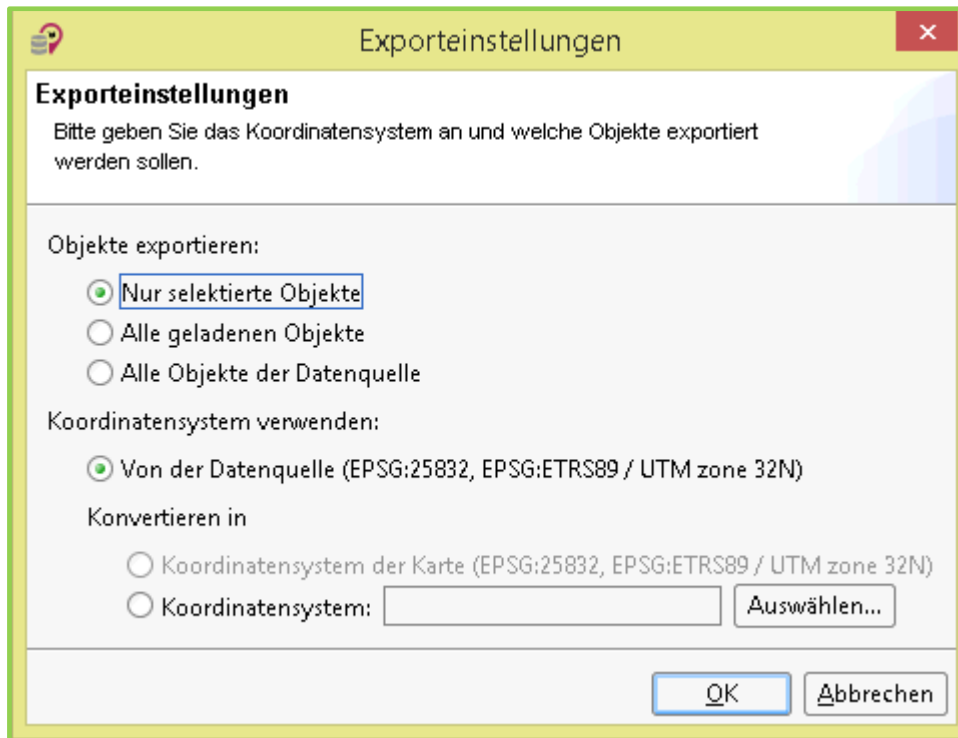 Exporteinstellungen
Exporteinstellungen
Bitte geben Sie das Koordinatensystem an und welche Objekte exportiert
werden sollen.
Objekte exportieren:
Nur selektierte Objekte
Alle geladenen Objekte
Alle Objekte der Datenquelle
Koordinatensystem verwenden:
Von der Datenquelle (EPSG:25832, EPSG:ETRS89 / UTM zone 32N)
Konvertieren in
Koordinatensystem der Karte (EPSG:25832, EPSG:ETRS89 / UTM zone 32N)
Koordinatensystem: Auswählen...
OK Abbrechen